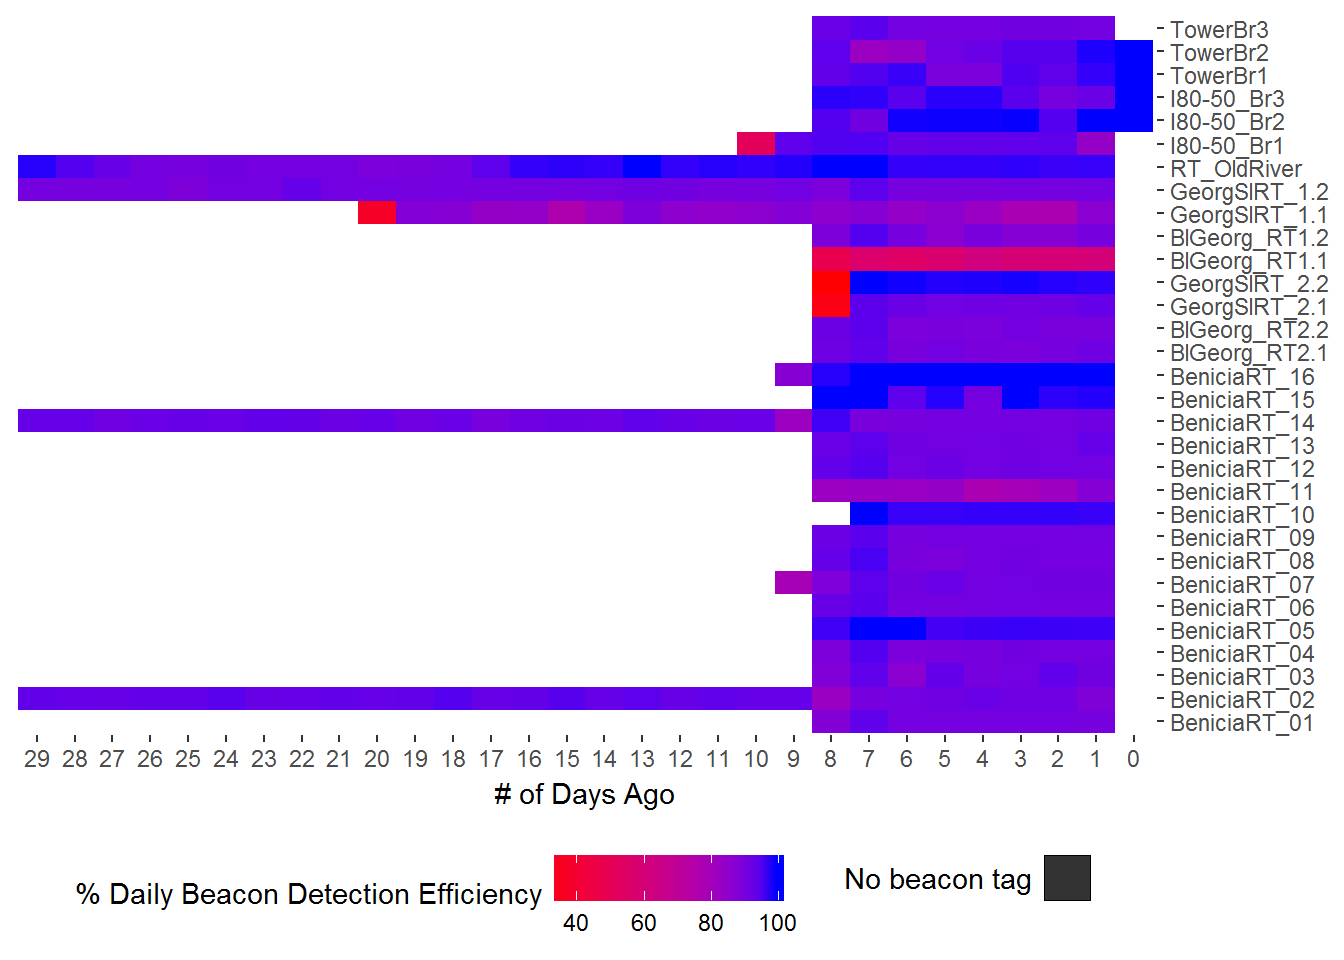 TowerBr3
TowerBr2
TowerBr1
I80-50_Br3
I80-50_Br2
I80-50_Br1
RT_OldRiver
GeorgSlRT_1.2
GeorgSlRT_1.1
BlGeorg_RT1.2
BlGeorg_RT1.1
GeorgSlRT_2.2
GeorgSlRT_2.1
BlGeorg_RT2.2
BlGeorg_RT2.1
BeniciaRT_16
BeniciaRT_15
BeniciaRT_14
BeniciaRT_13
BeniciaRT_12
BeniciaRT_11
BeniciaRT_10
BeniciaRT_09
BeniciaRT_08
BeniciaRT_07
BeniciaRT_06
BeniciaRT_05
BeniciaRT_04
BeniciaRT_03
BeniciaRT_02
BeniciaRT_01
29 28 27 26 25 24 23 22 21 20 19 18 17 16 15 14 13 12 11 10 9 8 7 6 5 4 3 2 1 0
# of Days Ago
% Daily Beacon Detection Efficiency
40 60 80 100
No beacon tag